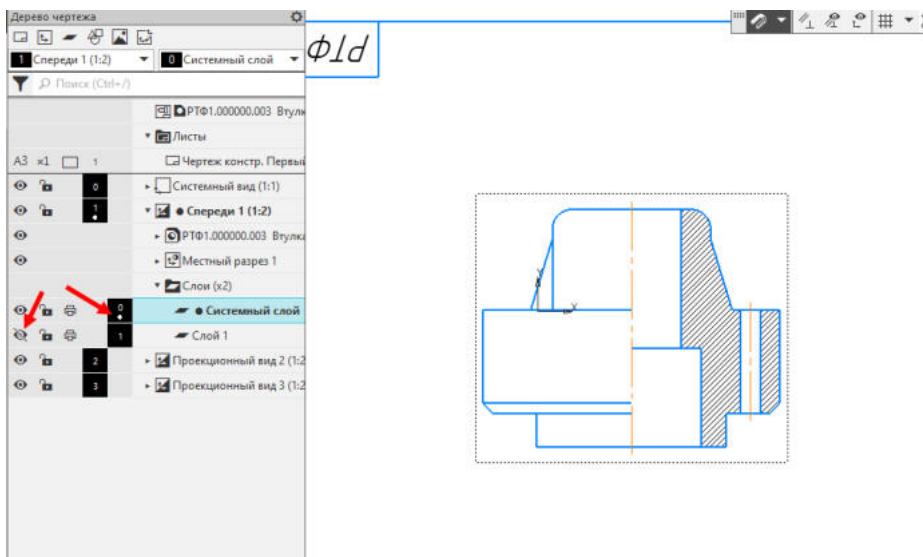 Дерево чертежа
1 Спереди 1 (1:2) 0 Системный слой
Поиск (Ctrl+/)
РТФ1.000000.003 Втулк
Листы
А3 ×1 1 Чертеж констр. Первый
0 Системный вид (1:1)
1 Спереди 1 (1:2)
РТФ1.000000.003 Втулка
Местный разрез 1
Слои (x2)
0 Системный слой
1 Слой 1
2 Проекционный вид 2 (1:2
3 Проекционный вид 3 (1:2
РТФ
Y
X